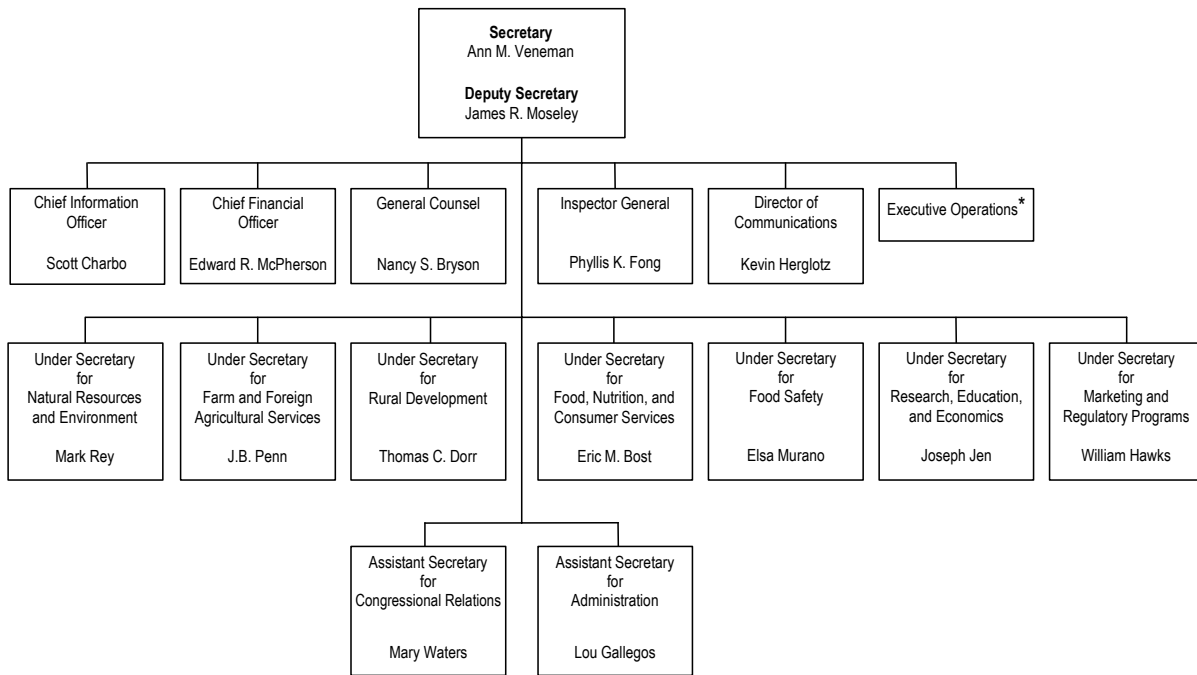 Secretary
Ann M. Veneman
Deputy Secretary
James R. Moseley
Chief Information
Officer
Scott Charbo
Chief Financial
Officer
Edward R. McPherson
General Counsel
Nancy S. Bryson
Inspector General
Phyllis K. Fong
Director of
Communications
Kevin Herglotz
Executive Operations*
Under Secretary
for
Natural Resources
and Environment
Mark Rey
Under Secretary
for
Farm and Foreign
Agricultural Services
J.B. Penn
Under Secretary
for
Rural Development
Thomas C. Dorr
Under Secretary
for
Food, Nutrition, and
Consumer Services
Eric M. Bost
Under Secretary
for
Food Safety
Elsa Murano
Under Secretary
for
Research, Education,
and Economics
Joseph Jen
Under Secretary
for
Marketing and
Regulatory Programs
William Hawks
Assistant Secretary
for
Congressional Relations
Mary Waters
Assistant Secretary
for
Administration
Lou Gallegos